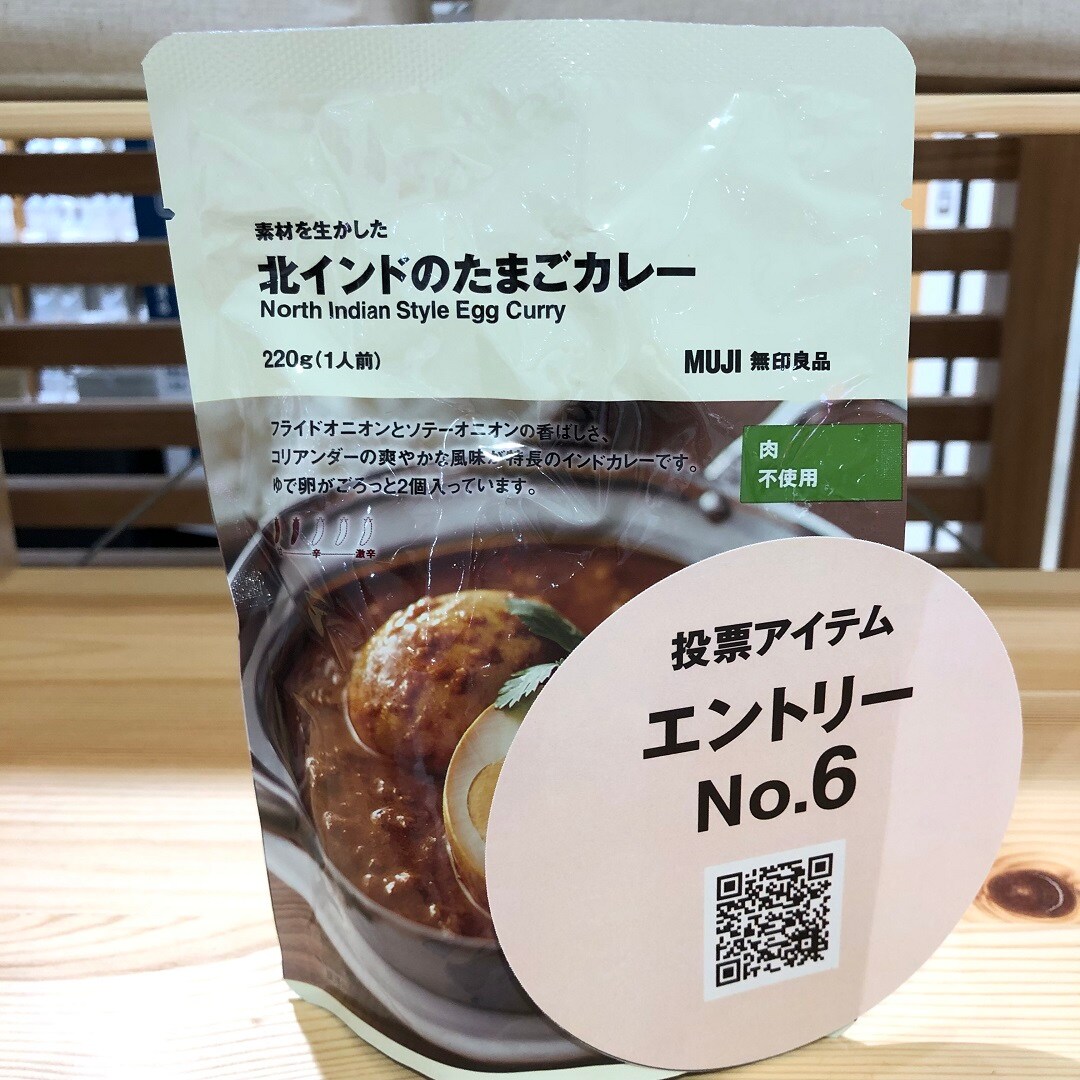 素材を生かした
北インドのたまごカレー
North Indian Style Egg Curry
220g(1人前)
MUJI 無印良品
フライドオニオンとソテーオニオンの香ばしさ、
コリアンダーの爽やかな風味が特長のインドカレーです。
ゆで卵がごろっと2個入っています。
肉
不使用
辛
激辛
投票アイテム
エントリー
No.6